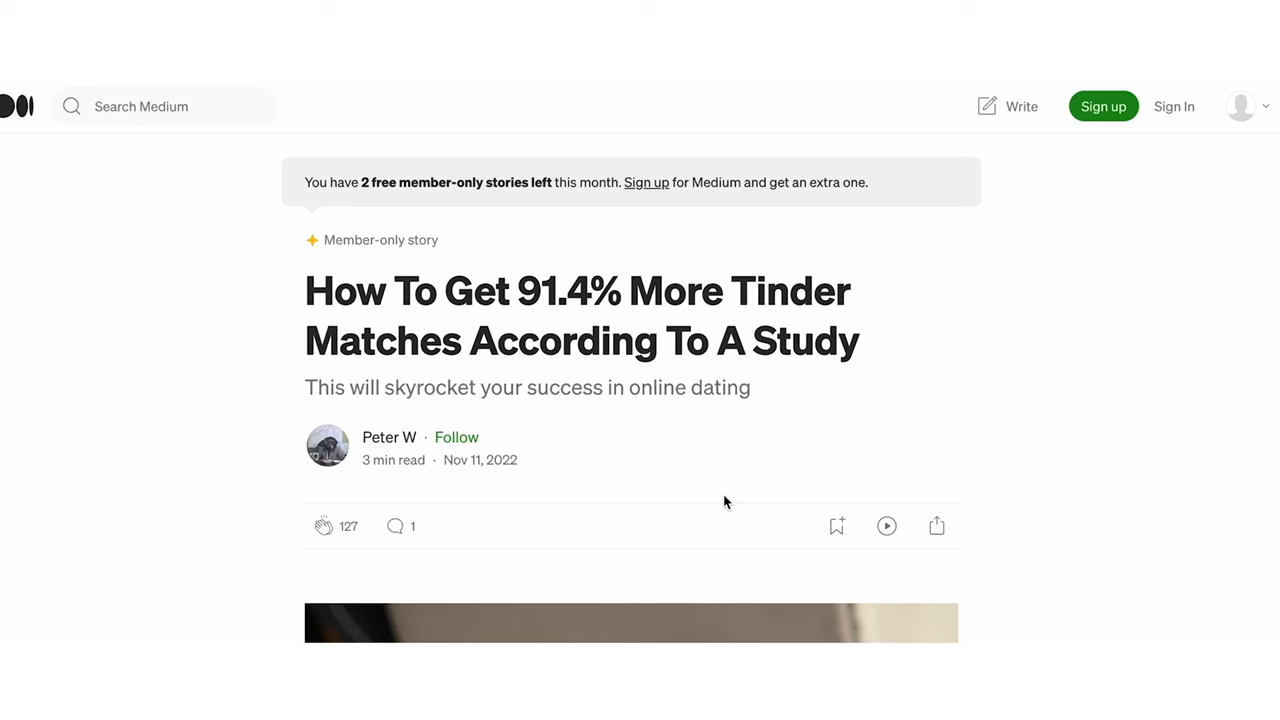 Search Medium
Write
Sign up
Sign In
You have 2 free member-only stories left this month. Sign up for Medium and get an extra one.
Member-only story
How To Get 91.4% More Tinder
Matches According To A Study
This will skyrocket your success in online dating
Peter W · Follow
3 min read · Nov 11, 2022
127
1